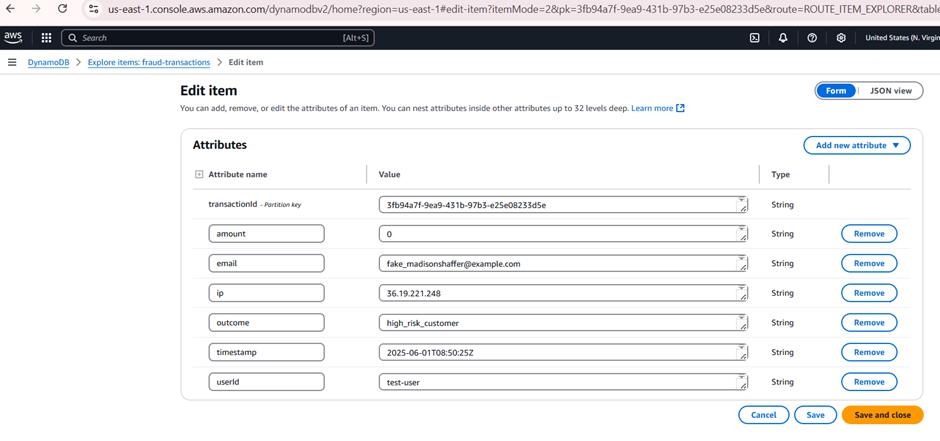 us-east-1.console.aws.amazon.com/dynamodbv2/home?region=us-east-1#edit-item?itemMode=2&pk=3fb94a7f-9ea9-431b-97b3-e25e08233d5e&route=ROUTE_ITEM_EXPLORER&table
aws Search [Alt+S] United States (N. Virgin
DynamoDB > Explore items: fraud-transactions > Edit item
Edit item Form JSON view
You can add, remove, or edit the attributes of an item. You can nest attributes inside other attributes up to 32 levels deep. Learn more
Attributes Add new attribute
Attribute name Value Type
transactionId - Partition key 3fb94a7f-9ea9-431b-97b3-e25e08233d5e String
amount 0 String Remove
email fake_madisonshaffer@example.com String Remove
ip 36.19.221.248 String Remove
outcome high_risk_customer String Remove
timestamp 2025-06-01T08:50:25Z String Remove
userId test-user String Remove
Cancel Save Save and close